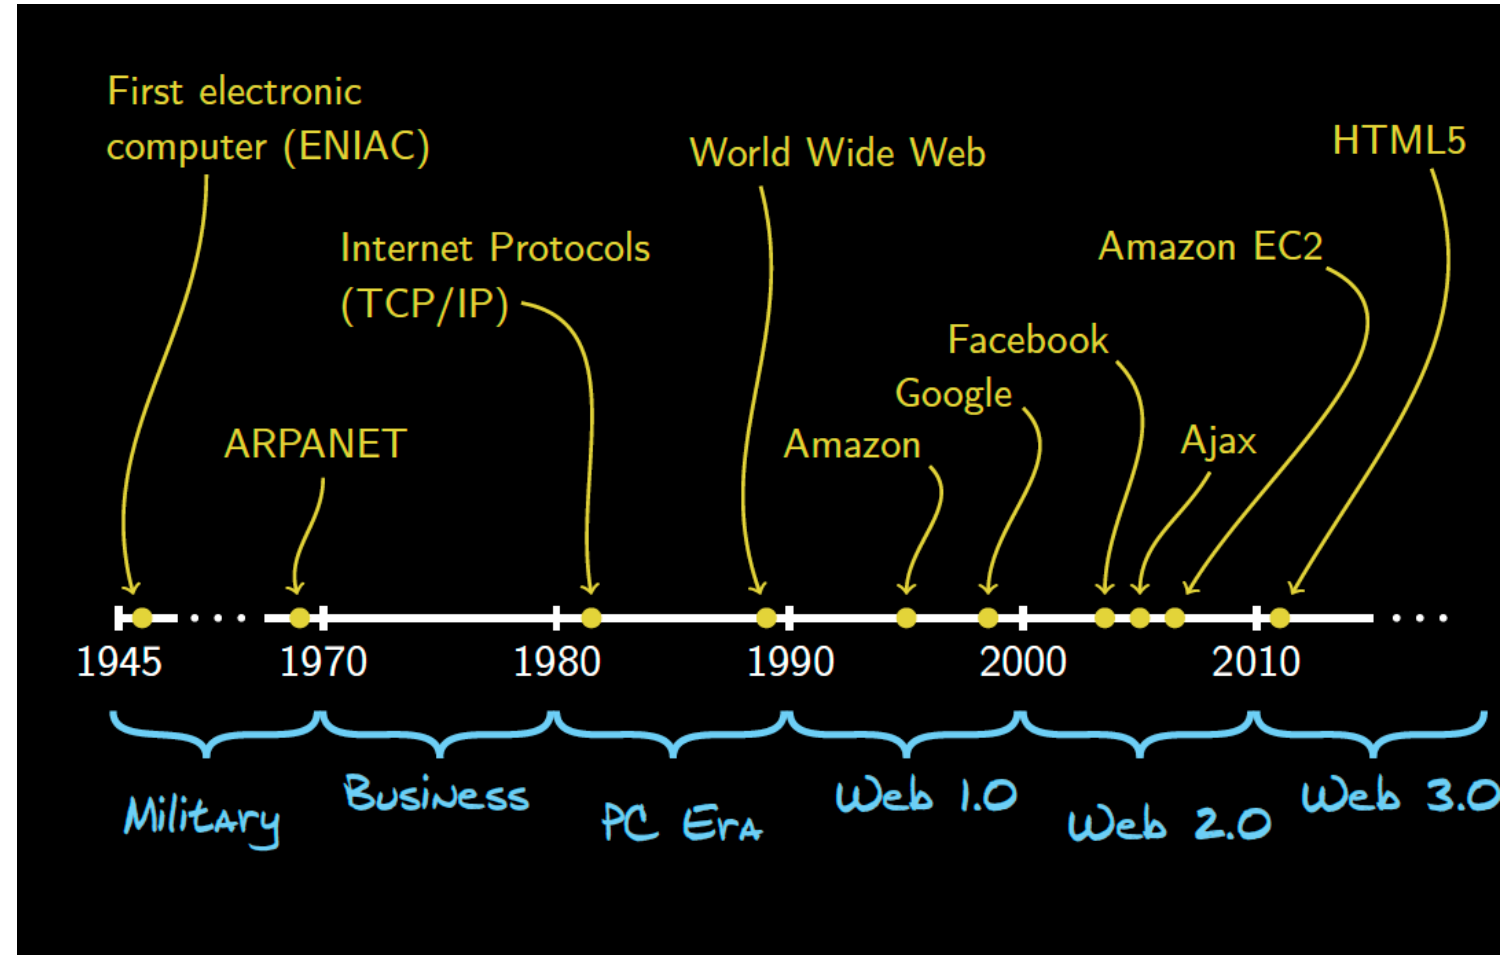 First electronic
computer (ENIAC)
World Wide Web
HTML5
Internet Protocols
(TCP/IP)
Amazon EC2
Facebook
Google
ARPANET
Amazon
Ajax
1945
1970
1980
1990
2000
2010
Military
Business
PC Era
Web 1.0
Web 2.0
Web 3.0